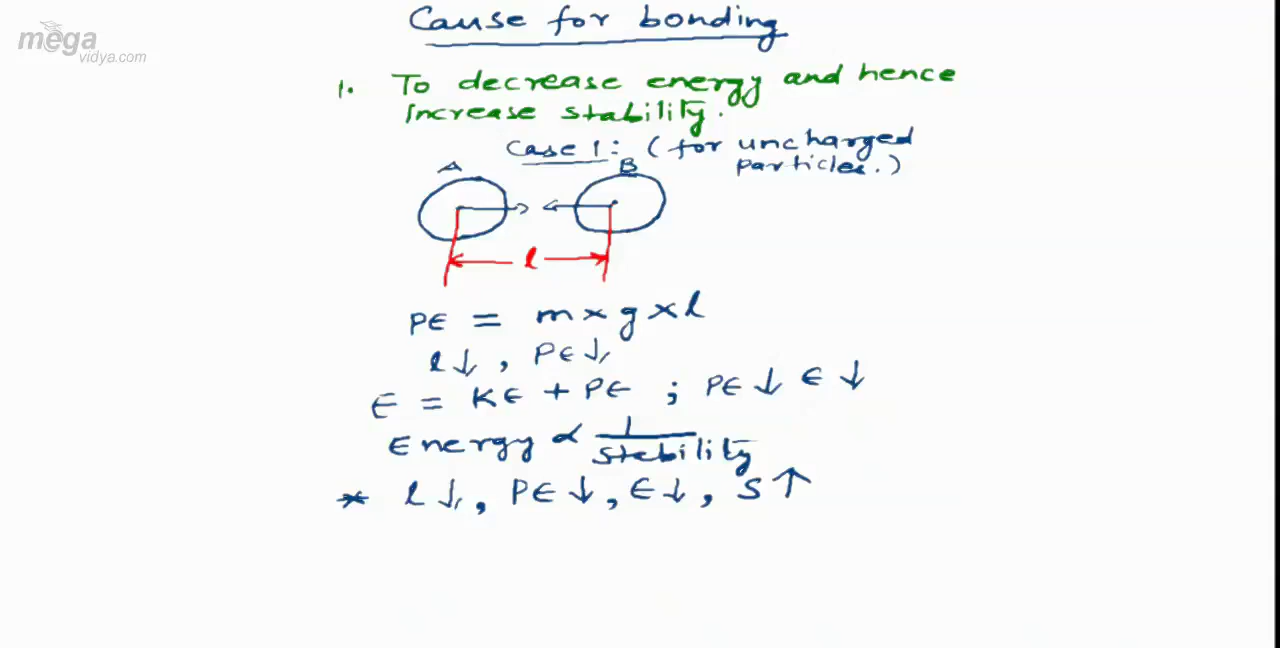 mega
vidya.com
Cause for bonding
1. To decrease energy and hence
increase stability.
Case 1: (for uncharged
particles.)
A B
l
PE = m × g × l
l ↓, PE ↓
E = KE + PE ; PE ↓ E ↓
Energy ∝ 1/stability
* l ↓, PE ↓, E ↓, S ↑